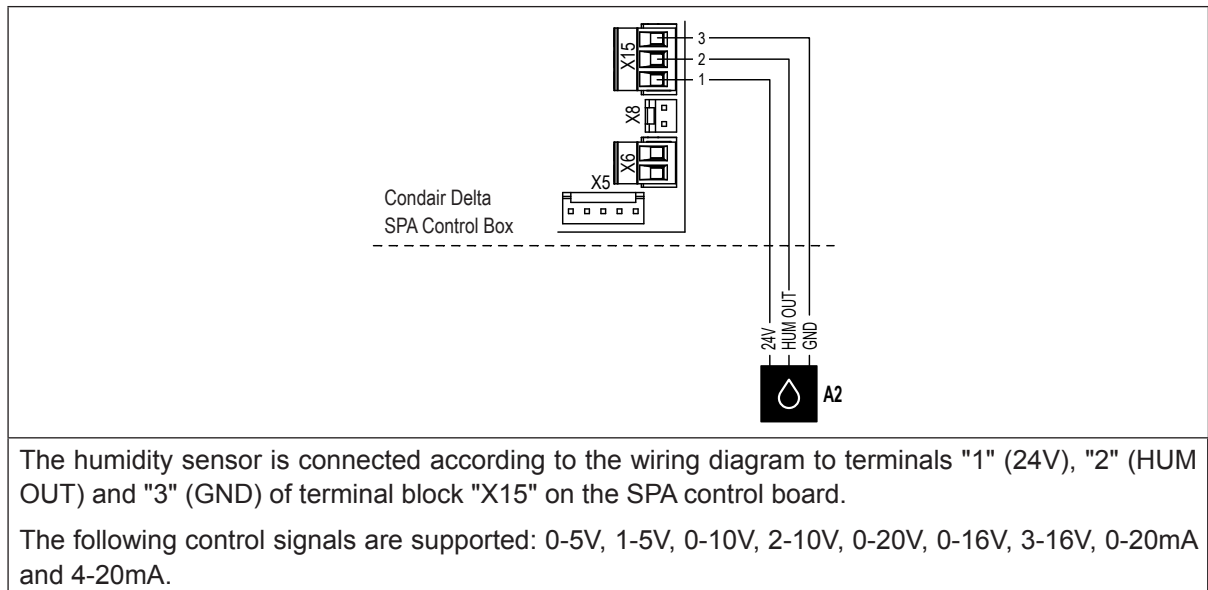 X15
3
2
1
X8
X6
X5
Condair Delta
SPA Control Box
24V
HUM OUT
GND
A2
The humidity sensor is connected according to the wiring diagram to terminals "1" (24V), "2" (HUM
OUT) and "3" (GND) of terminal block "X15" on the SPA control board.
The following control signals are supported: 0-5V, 1-5V, 0-10V, 2-10V, 0-20V, 0-16V, 3-16V, 0-20mA
and 4-20mA.